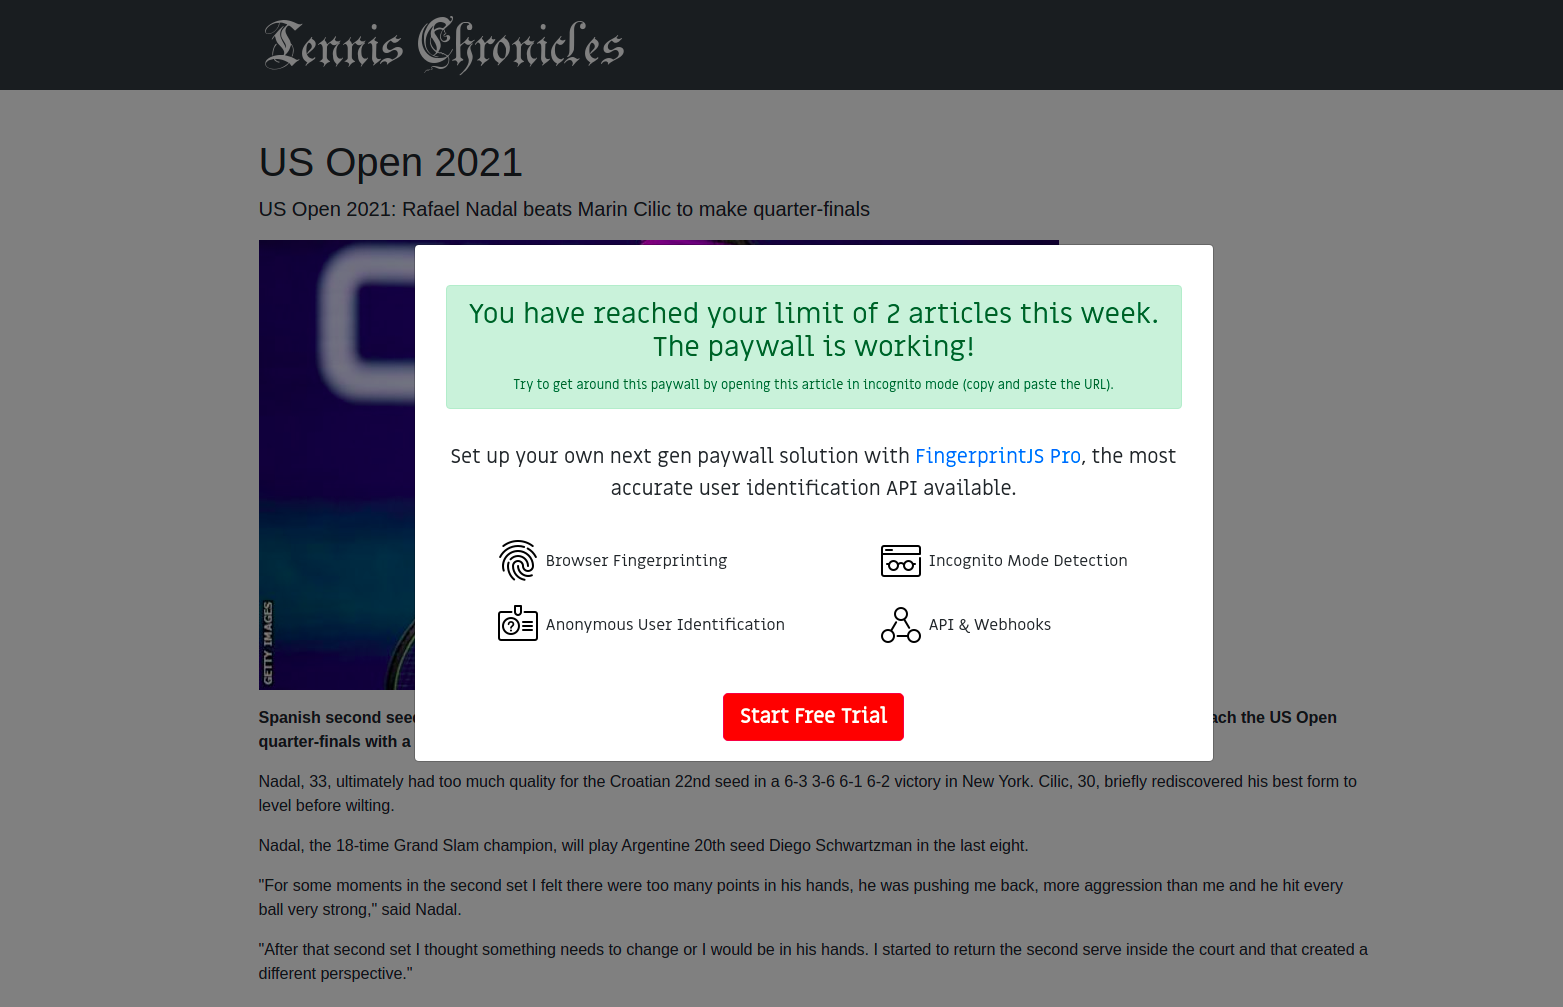 Tennis Chronicles
US Open 2021
US Open 2021: Rafael Nadal beats Marin Cilic to make quarter-finals
You have reached your limit of 2 articles this week.
The paywall is working!
Try to get around this paywall by opening this article in incognito mode (copy and paste the URL).
Set up your own next gen paywall solution with FingerprintJS Pro, the most
accurate user identification API available.
Browser Fingerprinting
Incognito Mode Detection
Anonymous User Identification
API & Webhooks
Start Free Trial
GETTY IMAGES
Spanish second the US Open
quarter-finals with a
Nadal, 33, ultimately had too much quality for the Croatian 22nd seed in a 6-3 3-6 6-1 6-2 victory in New York. Cilic, 30, briefly rediscovered his best form to
level before wilting.
Nadal, the 18-time Grand Slam champion, will play Argentine 20th seed Diego Schwartzman in the last eight.
"For some moments in the second set I felt there were too many points in his hands, he was pushing me back, more aggression than me and he hit every
ball very strong," said Nadal.
"After that second set I thought something needs to change or I would be in his hands. I started to return the second serve inside the court and that created a
different perspective."